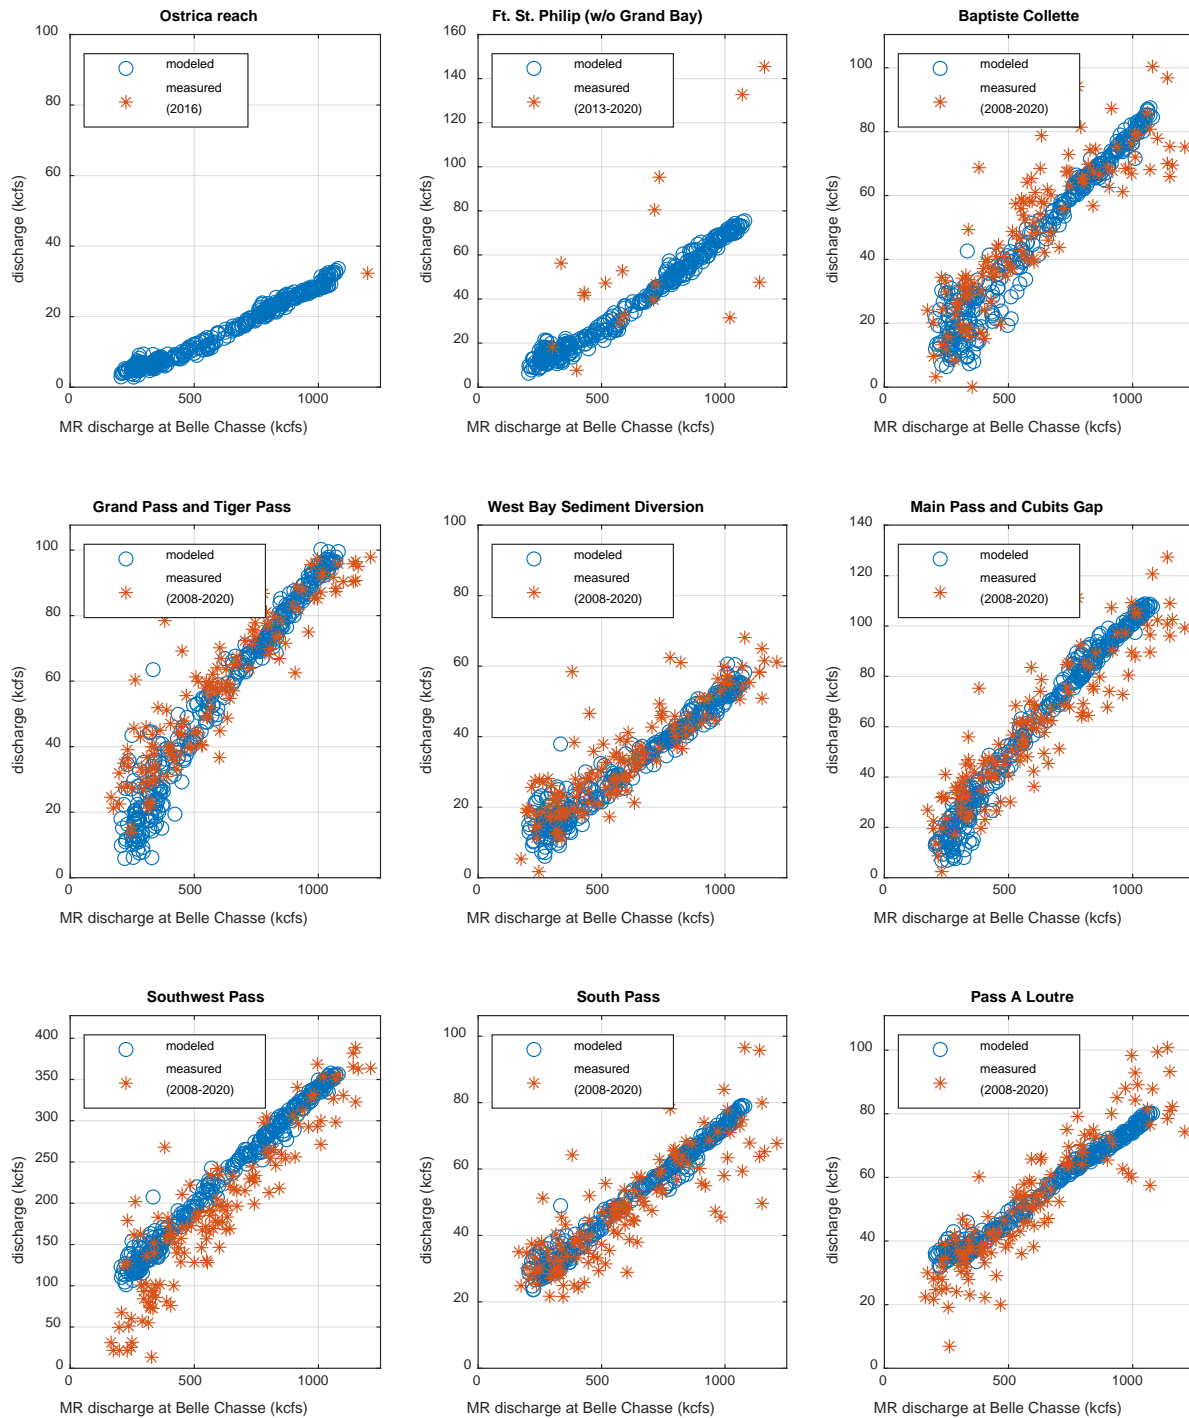 Ostrica reach
100
80
60
40
20
0
discharge (kcfs)
modeled
measured
(2016)
0
500
1000
MR discharge at Belle Chasse (kcfs)
Ft. St. Philip (w/o Grand Bay)
160
140
120
100
80
60
40
20
0
discharge (kcfs)
modeled
measured
(2013-2020)
0
500
1000
MR discharge at Belle Chasse (kcfs)
Baptiste Collette
100
80
60
40
20
0
discharge (kcfs)
modeled
measured
(2008-2020)
0
500
1000
MR discharge at Belle Chasse (kcfs)
Grand Pass and Tiger Pass
100
80
60
40
20
0
discharge (kcfs)
modeled
measured
(2008-2020)
0
500
1000
MR discharge at Belle Chasse (kcfs)
West Bay Sediment Diversion
100
80
60
40
20
0
discharge (kcfs)
modeled
measured
(2008-2020)
0
500
1000
MR discharge at Belle Chasse (kcfs)
Main Pass and Cubits Gap
140
120
100
80
60
40
20
0
discharge (kcfs)
modeled
measured
(2008-2020)
0
500
1000
MR discharge at Belle Chasse (kcfs)
Southwest Pass
400
350
300
250
200
150
100
50
0
discharge (kcfs)
modeled
measured
(2008-2020)
0
500
1000
MR discharge at Belle Chasse (kcfs)
South Pass
100
80
60
40
20
0
discharge (kcfs)
modeled
measured
(2008-2020)
0
500
1000
MR discharge at Belle Chasse (kcfs)
Pass A Loutre
100
80
60
40
20
0
discharge (kcfs)
modeled
measured
(2008-2020)
0
500
1000
MR discharge at Belle Chasse (kcfs)